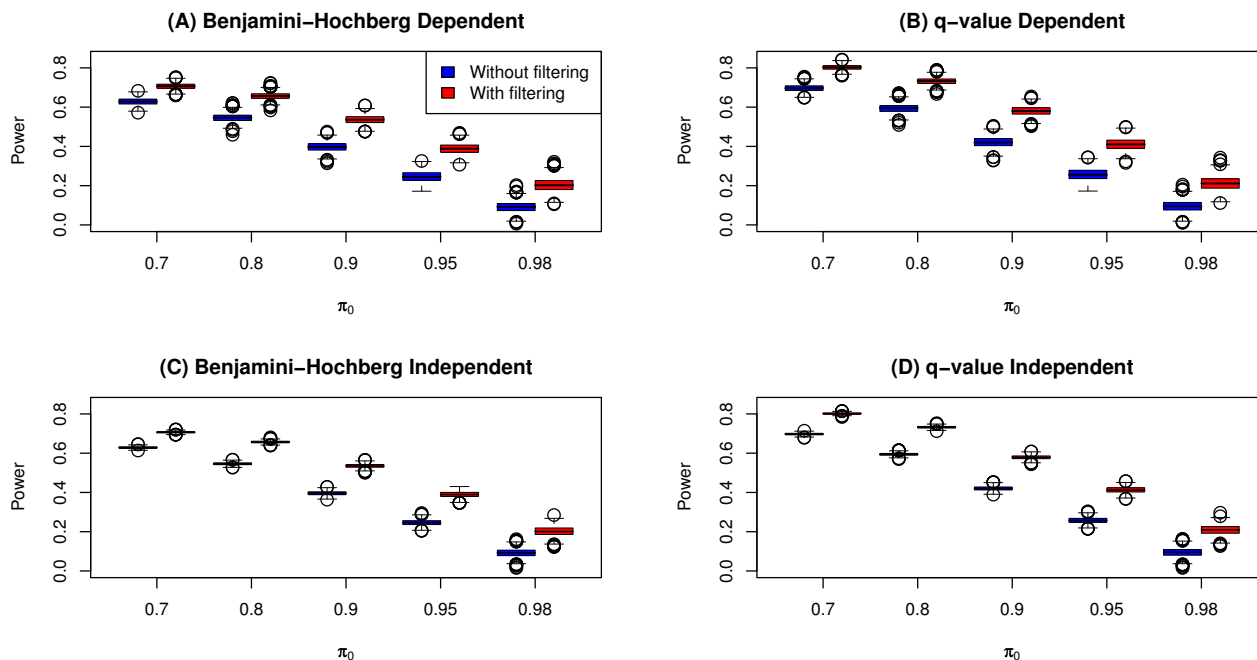 (A) Benjamini−Hochberg Dependent
Power
0.0 0.2 0.4 0.6 0.8
Without filtering
With filtering
0.7 0.8 0.9 0.95 0.98
π0
(B) q−value Dependent
Power
0.0 0.2 0.4 0.6 0.8
0.7 0.8 0.9 0.95 0.98
π0
(C) Benjamini−Hochberg Independent
Power
0.0 0.2 0.4 0.6 0.8
0.7 0.8 0.9 0.95 0.98
π0
(D) q−value Independent
Power
0.0 0.2 0.4 0.6 0.8
0.7 0.8 0.9 0.95 0.98
π0